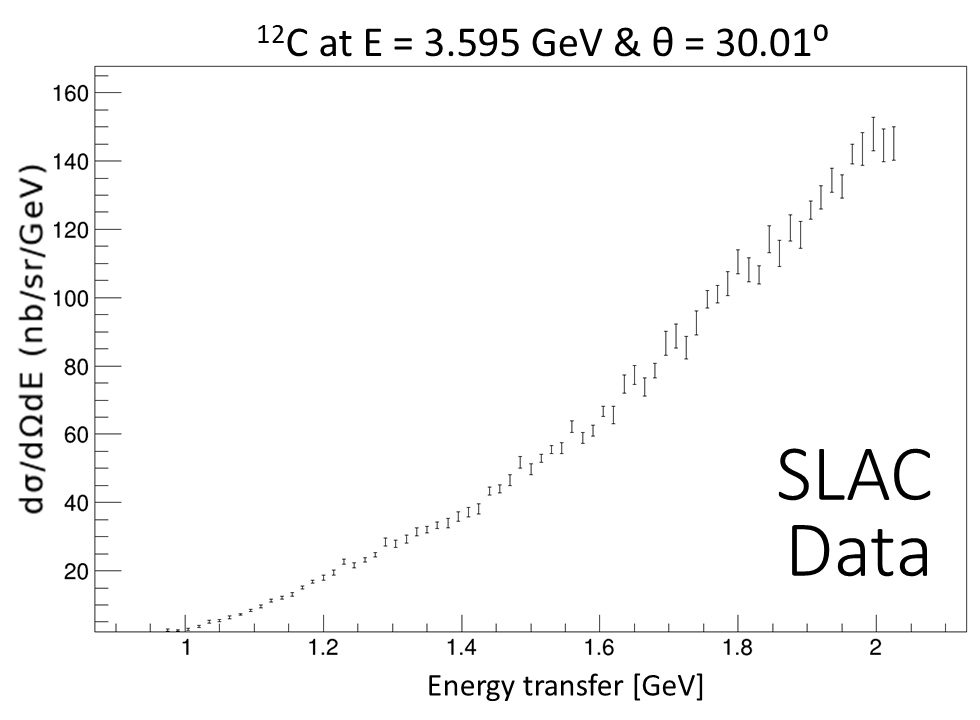 ¹²C at E = 3.595 GeV & θ = 30.01⁰
dσ/dΩdE (nb/sr/GeV)
160
140
120
100
80
60
40
20
1 1.2 1.4 1.6 1.8 2
Energy transfer [GeV]
SLAC
Data